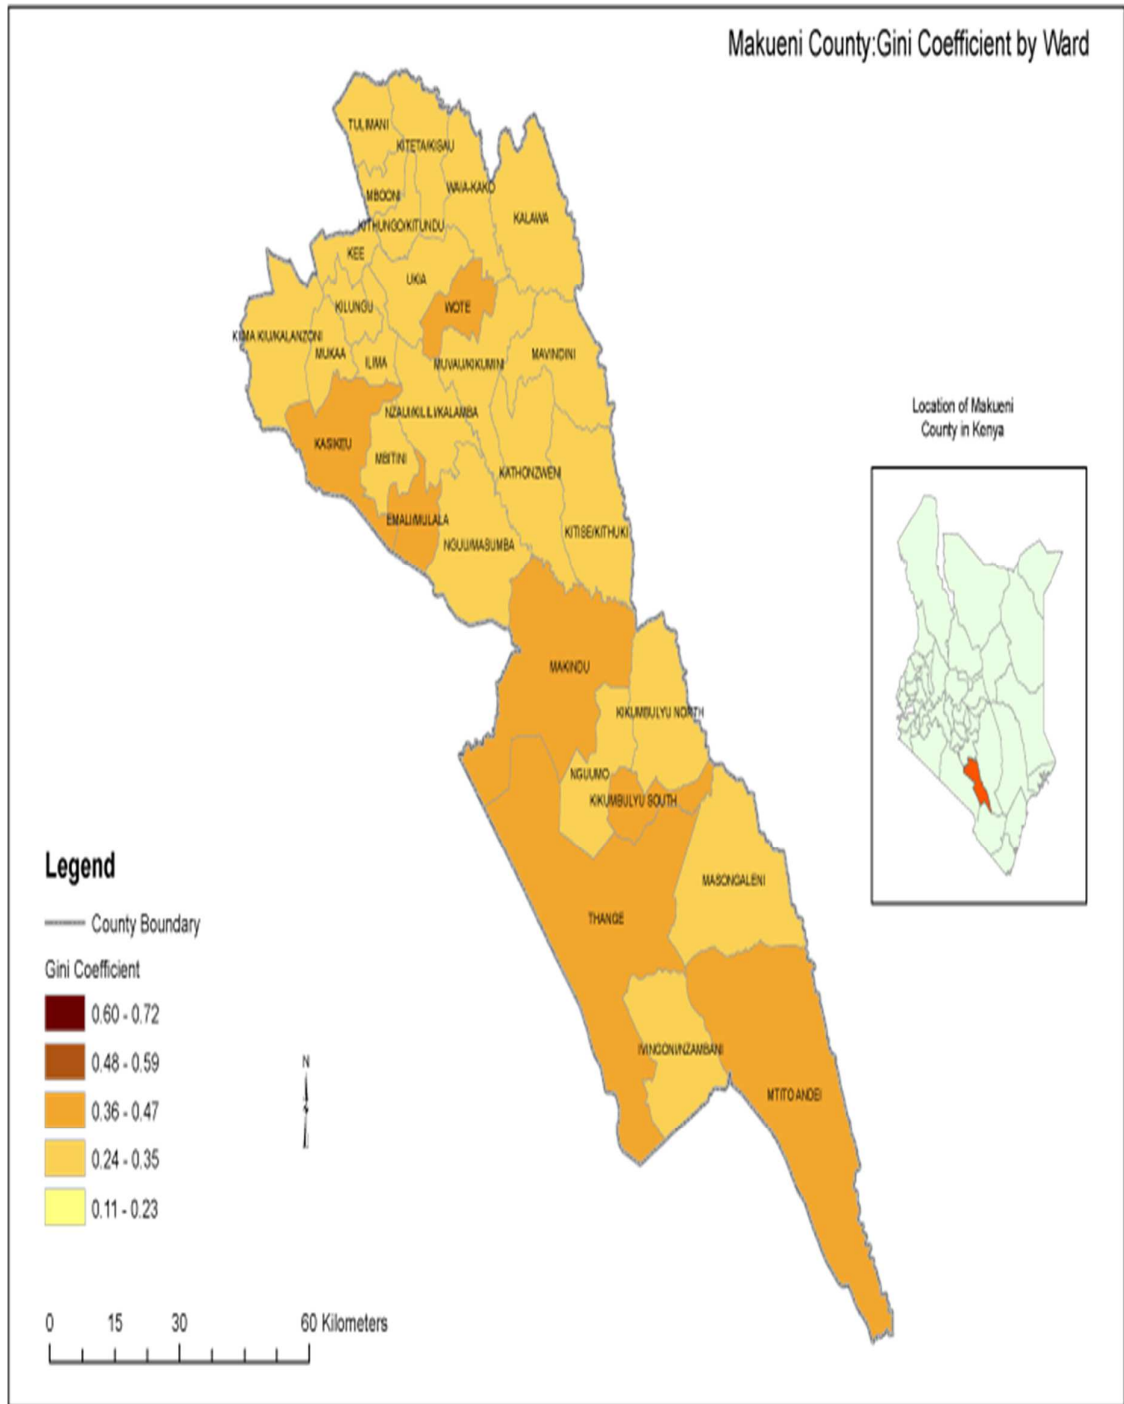 Makueni County:Gini Coefficient by Ward
TULIMANI
KITETA/KISAU
MBOONI
WAIA-KAKO
KALAWA
KITHUNGO/KITUNDU
KEE
UKIA
KILUNGU
WOTE
KIIMA KIU/KALANZONI
MUKAA
ILIMA
MUVAU/KIKUMINI
MAVINDINI
NZAUI/KILILI/KALAMBA
KASIKEU
MBITINI
KATHONZWENI
EMALI/MULALA
NGUU/MASUMBA
KITISE/KITHUKI
Location of Makueni
County in Kenya
MAKINDU
KIKUMBULYU NORTH
NGUUMO
KIKUMBULYU SOUTH
MASONGALENI
THANGE
IVINGONI/NZAMBANI
MTITO ANDEI
Legend
County Boundary
Gini Coefficient
0.60 - 0.72
0.48 - 0.59
0.36 - 0.47
0.24 - 0.35
0.11 - 0.23
N
0 15 30 60 Kilometers